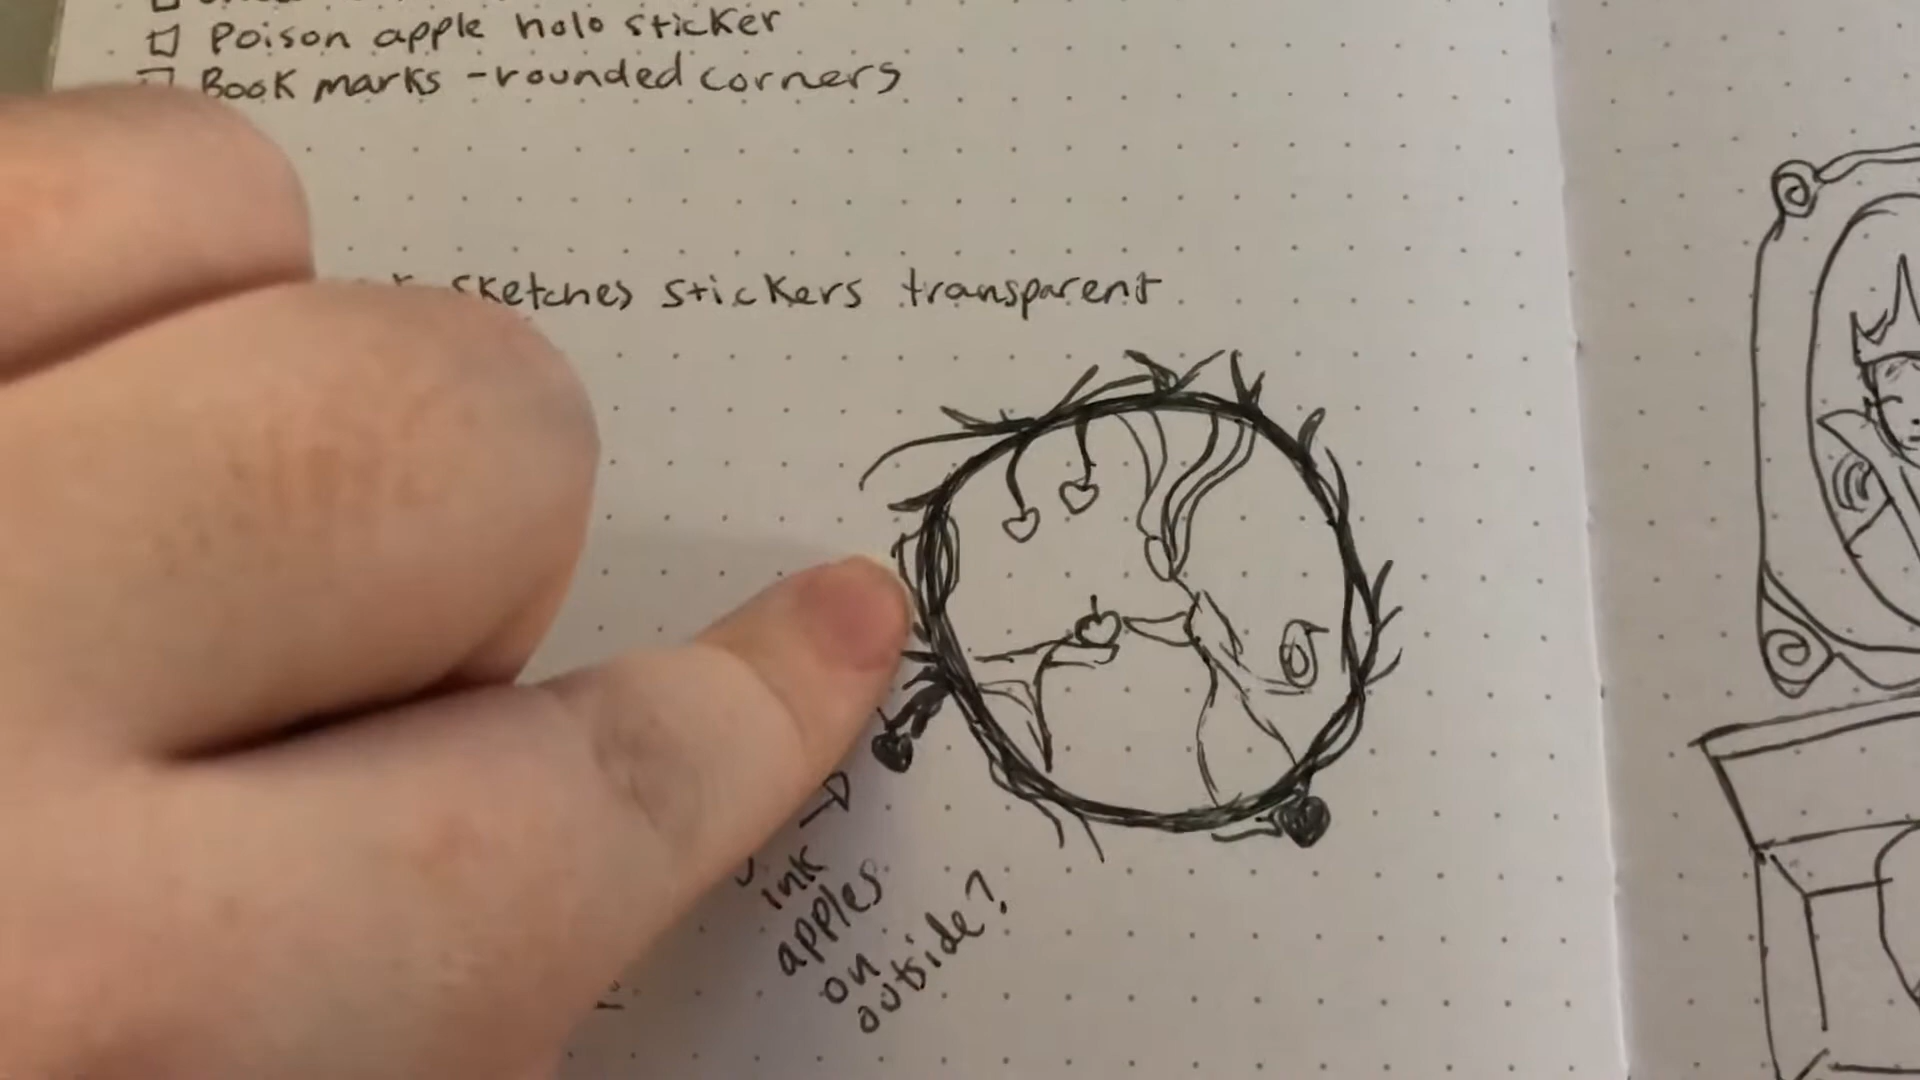 Poison apple holo sticker
Book marks - rounded corners
sketches stickers transparent
ink
apples
on
outside?